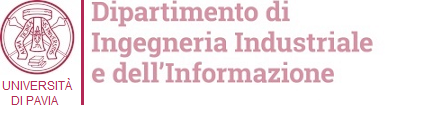 UNIVERSITÀ
DI PAVIA
Dipartimento di
Ingegneria Industriale
e dell'Informazione